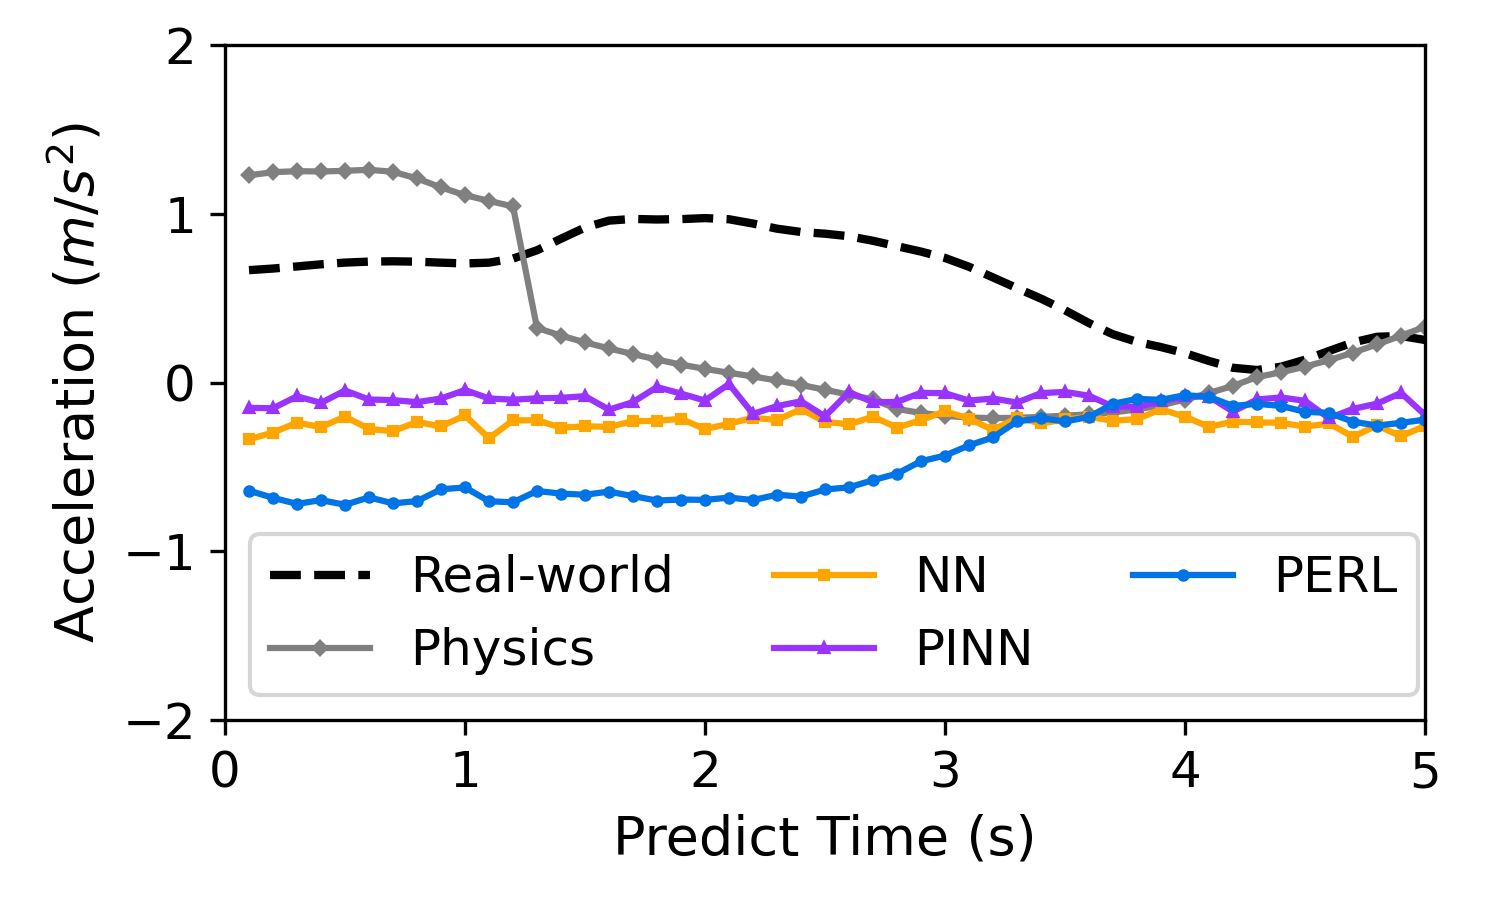 2
1
0
−1
−2
Acceleration (m/s²)
Real-world
NN
PERL
Physics
PINN
0 1 2 3 4 5
Predict Time (s)